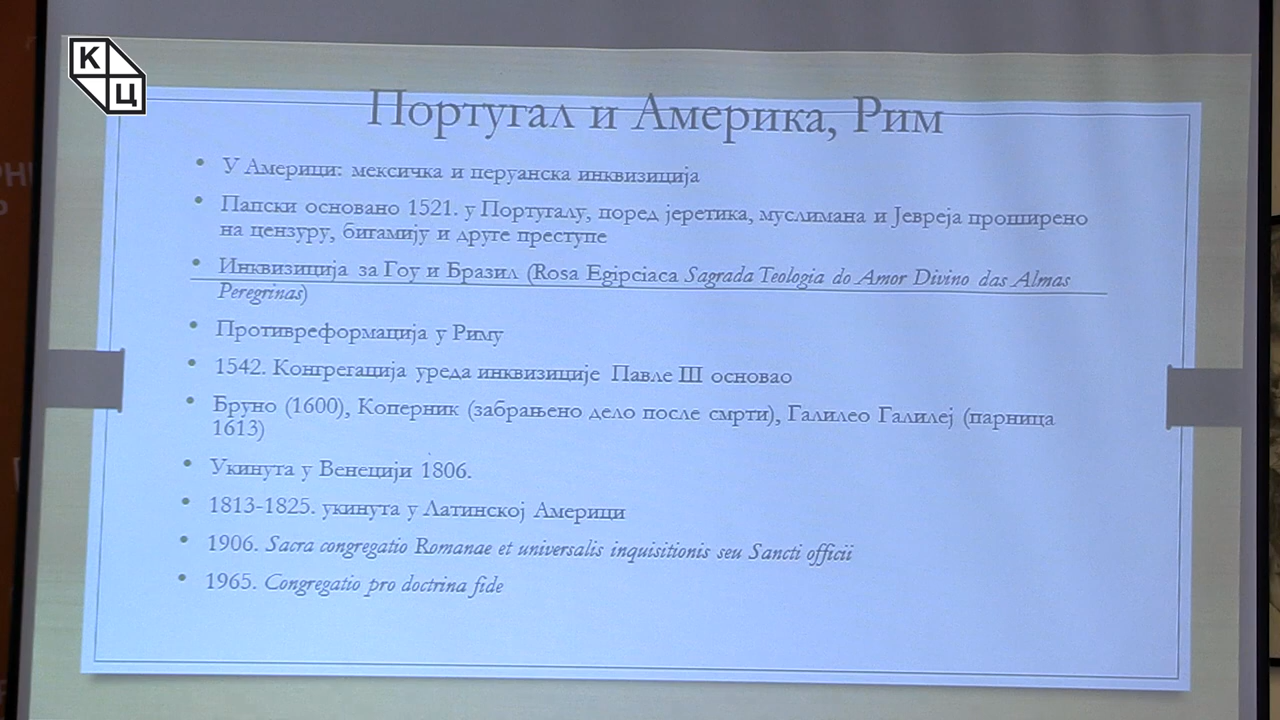 К
Ц
Португал и Америка, Рим
• У Америци: мексичка и перуанска инквизиција
• Папски основано 1521. у Португалу, поред јеретика, муслимана и Јевреја проширено
на цензуру, бигамију и друге преступе
• Инквизиција за Гоу и Бразил (Rosa Egipciaca Sagrada Teologia do Amor Divino das Almas
Peregrinas)
• Противреформација у Риму
• 1542. Конгрегација уреда инквизиције Павле III основао
• Бруно (1600), Коперник (забрањено дело после смрти), Галилео Галилеј (парница
1613)
• Укинута у Венецији 1806.
• 1813-1825. укинута у Латинској Америци
• 1906. Sacra congregatio Romanae et universalis inquisitionis seu Sancti officii
• 1965. Congregatio pro doctrina fide